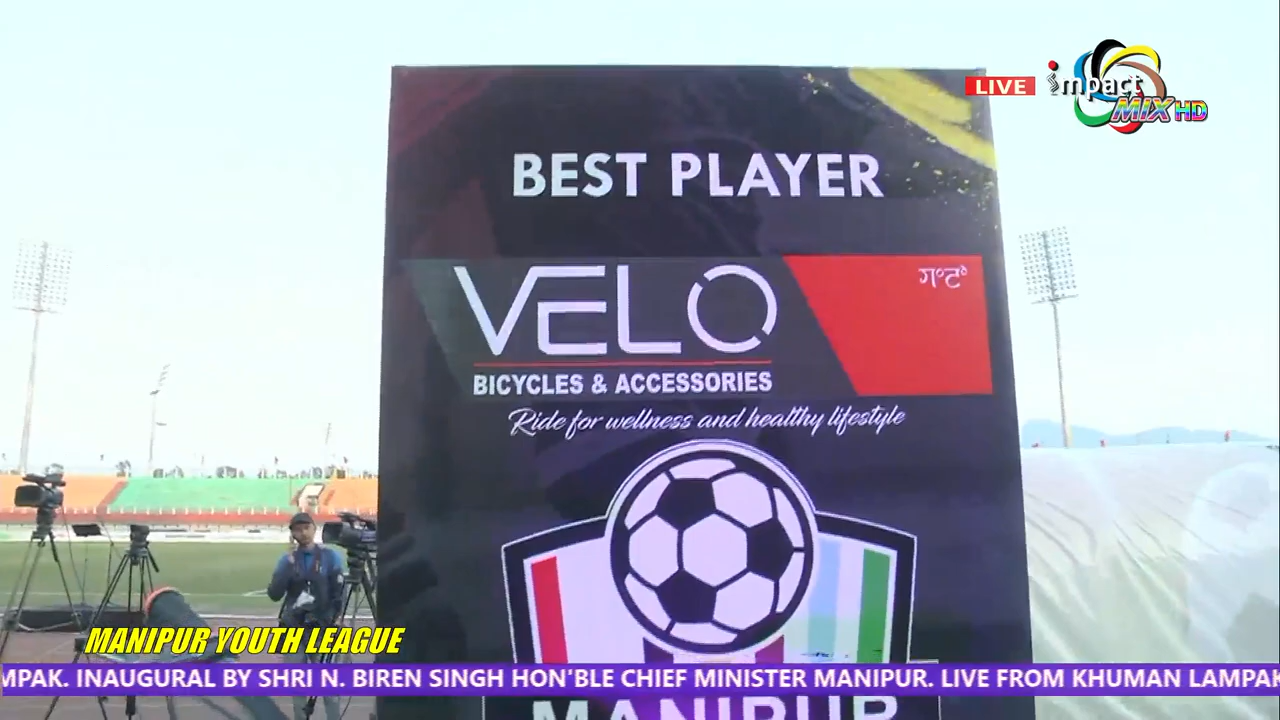 LIVE
impact
MIX HD
BEST PLAYER
VELO
BICYCLES & ACCESSORIES
Ride for wellness and healthy lifestyle
MANIPUR YOUTH LEAGUE
MPAK. INAUGURAL BY SHRI N. BIREN SINGH HON'BLE CHIEF MINISTER MANIPUR. LIVE FROM KHUMAN LAMPAK
MANIPUR